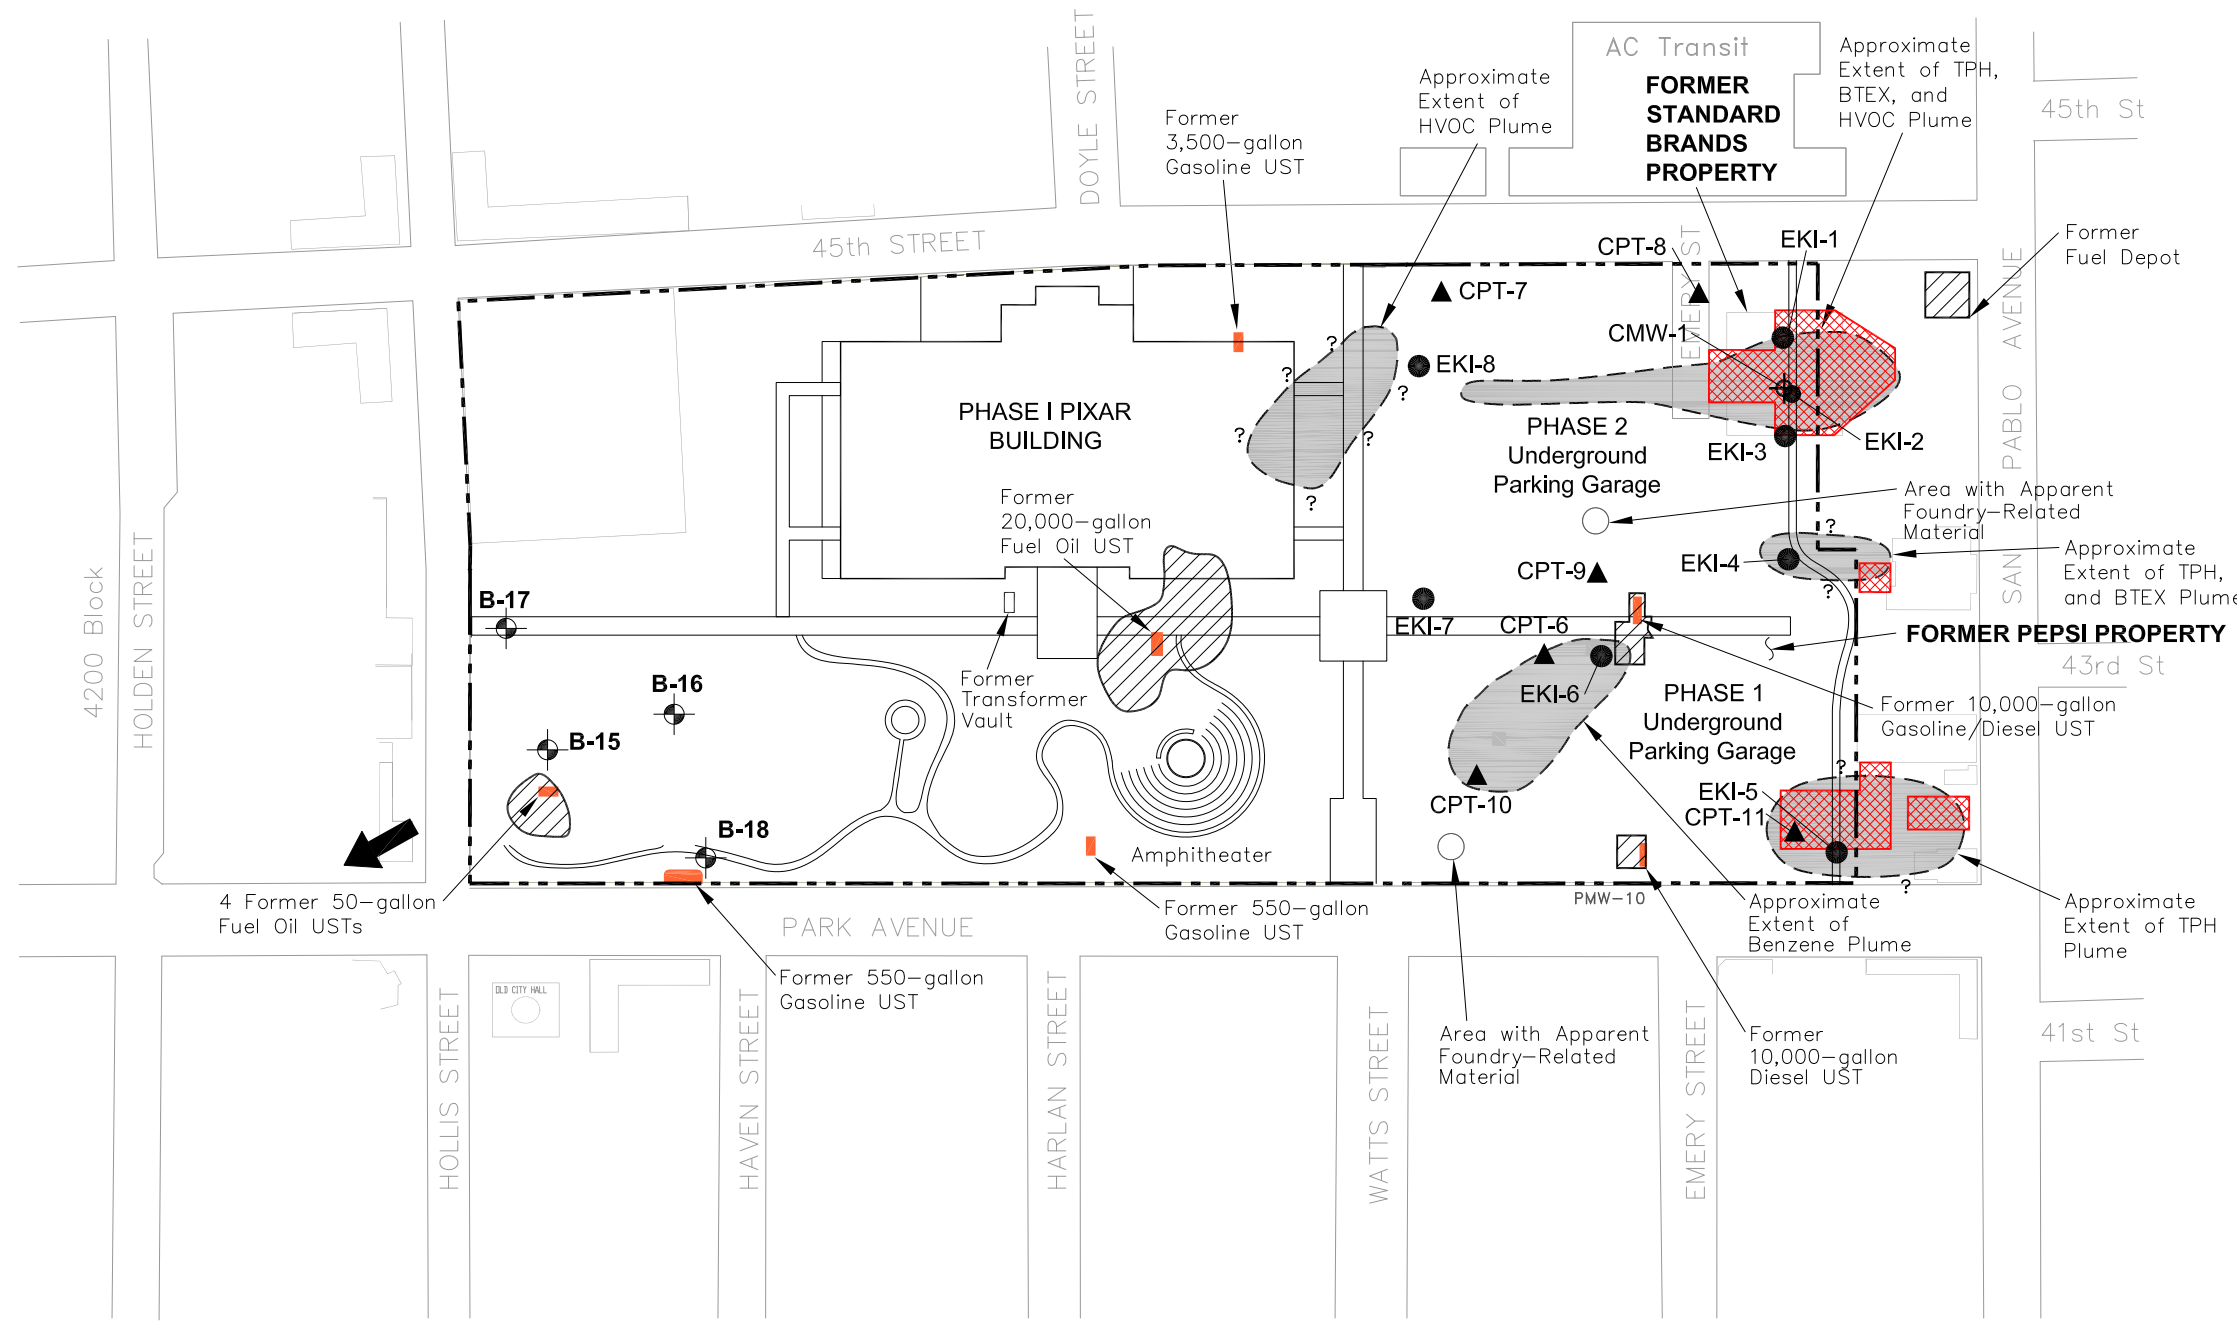 DOYLE STREET
AC Transit
FORMER
STANDARD
BRANDS
PROPERTY
Approximate
Extent of TPH,
BTEX, and
HVOC Plume
Approximate
Extent of
HVOC Plume
Former
3,500-gallon
Gasoline UST
45th St
45th STREET
EMERY ST
CPT-8
EKI-1
Former
Fuel Depot
SAN PABLO AVENUE
CPT-7
CMW-1
EKI-8
?
?
?
?
?
?
PHASE I PIXAR
BUILDING
PHASE 2
Underground
Parking Garage
EKI-3
EKI-2
Former
20,000-gallon
Fuel Oil UST
Area with Apparent
Foundry-Related
Material
?
?
Approximate
Extent of TPH,
and BTEX Plume
CPT-9
EKI-4
4200 Block
HOLDEN STREET
B-17
EKI-7
CPT-6
FORMER PEPSI PROPERTY
43rd St
B-16
Former
Transformer
Vault
EKI-6
PHASE 1
Underground
Parking Garage
Former 10,000-gallon
Gasoline/Diesel UST
B-15
CPT-10
EKI-5
CPT-11
?
?
B-18
Amphitheater
4 Former 50-gallon
Fuel Oil USTs
PARK AVENUE
Former 550-gallon
Gasoline UST
PMW-10
Approximate
Extent of
Benzene Plume
Approximate
Extent of TPH
Plume
Former 550-gallon
Gasoline UST
OLD CITY HALL
HOLLIS STREET
HAVEN STREET
HARLAN STREET
WATTS STREET
EMERY STREET
Area with Apparent
Foundry-Related
Material
Former
10,000-gallon
Diesel UST
41st St